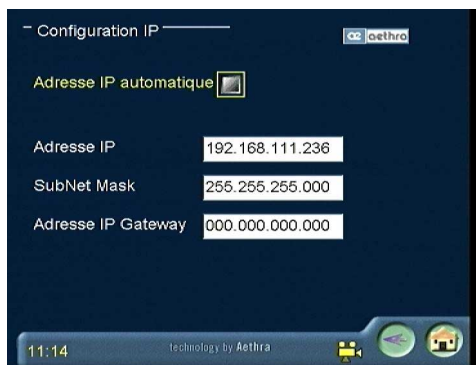 Configuration IP
aethra
Adresse IP automatique
Adresse IP 192.168.111.236
SubNet Mask 255.255.255.000
Adresse IP Gateway 000.000.000.000
11:14 technology by Aethra